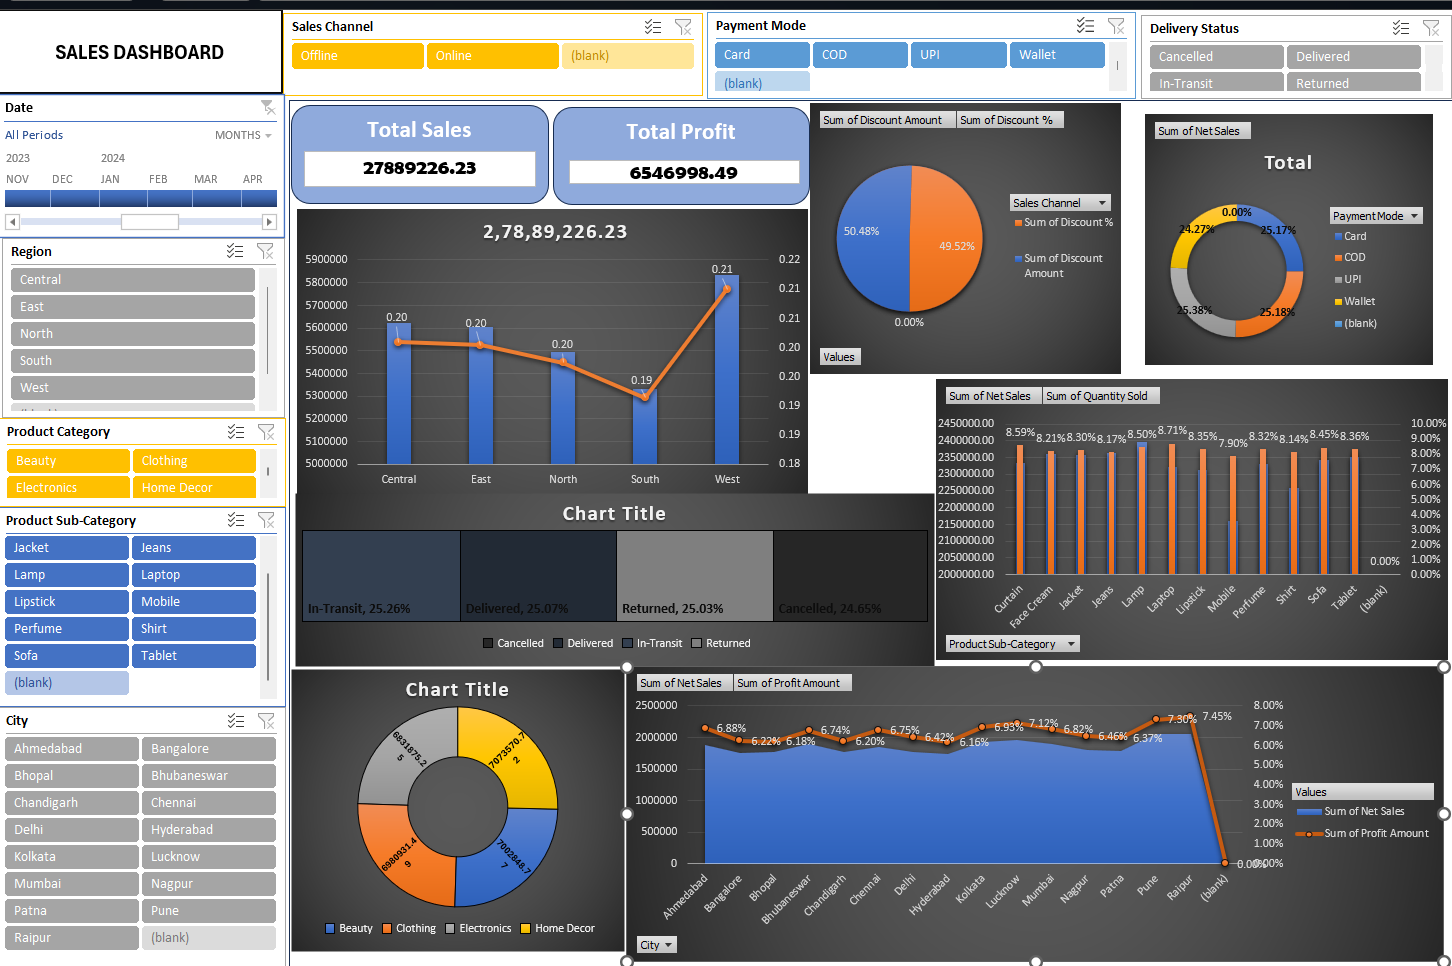 SALES DASHBOARD
Sales Channel
Offline
Online
(blank)
Payment Mode
Card
COD
UPI
Wallet
(blank)
Delivery Status
Cancelled
Delivered
In-Transit
Returned
Date
All Periods
MONTHS
2023
2024
NOV
DEC
JAN
FEB
MAR
APR
Region
Central
East
North
South
West
Product Category
Beauty
Clothing
Electronics
Home Decor
Product Sub-Category
Jacket
Jeans
Lamp
Laptop
Lipstick
Mobile
Perfume
Shirt
Sofa
Tablet
(blank)
City
Ahmedabad
Bangalore
Bhopal
Bhubaneswar
Chandigarh
Chennai
Delhi
Hyderabad
Kolkata
Lucknow
Mumbai
Nagpur
Patna
Pune
Raipur
(blank)
Total Sales
27889226.23
Total Profit
6546998.49
2,78,89,226.23
5900000
5800000
5700000
5600000
5500000
5400000
5300000
5200000
5100000
5000000
0.20
0.20
0.20
0.19
0.21
0.22
0.21
0.21
0.20
0.20
0.19
0.19
0.18
Central
East
North
South
West
Sum of Discount Amount
Sum of Discount %
50.48%
49.52%
0.00%
Sales Channel
Sum of Discount %
Sum of Discount
Amount
Values
Sum of Net Sales
Total
0.00%
24.27%
25.17%
25.38%
25.18%
Payment Mode
Card
COD
UPI
Wallet
(blank)
Chart Title
In-Transit, 25.26%
Delivered, 25.07%
Returned, 25.03%
Cancelled, 24.65%
Cancelled
Delivered
In-Transit
Returned
Sum of Net Sales
Sum of Quantity Sold
2450000.00
2400000.00
2350000.00
2300000.00
2250000.00
2200000.00
2150000.00
2100000.00
2050000.00
2000000.00
8.59%
8.21%
8.30%
8.17%
8.50%
8.71%
8.35%
7.90%
8.32%
8.14%
8.45%
8.36%
0.00%
10.00%
9.00%
8.00%
7.00%
6.00%
5.00%
4.00%
3.00%
2.00%
1.00%
0.00%
Curtain
Face Cream
Jacket
Jeans
Lamp
Laptop
Lipstick
Mobile
Perfume
Shirt
Sofa
Tablet
(blank)
Product Sub-Category
Chart Title
6831875.2
5
7073570.7
2
6980931.4
9
7002848.7
7
Beauty
Clothing
Electronics
Home Decor
Sum of Net Sales
Sum of Profit Amount
2500000
2000000
1500000
1000000
500000
0
6.88%
6.22%
6.18%
6.74%
6.20%
6.75%
6.42%
6.16%
6.93%
7.12%
6.82%
6.46%
6.37%
7.30%
7.45%
0.00%
8.00%
7.00%
6.00%
5.00%
4.00%
3.00%
2.00%
1.00%
0.00%
Ahmedabad
Bangalore
Bhopal
Bhubaneswar
Chandigarh
Chennai
Delhi
Hyderabad
Kolkata
Lucknow
Mumbai
Nagpur
Patna
Pune
Raipur
(blank)
Values
Sum of Net Sales
Sum of Profit Amount
City